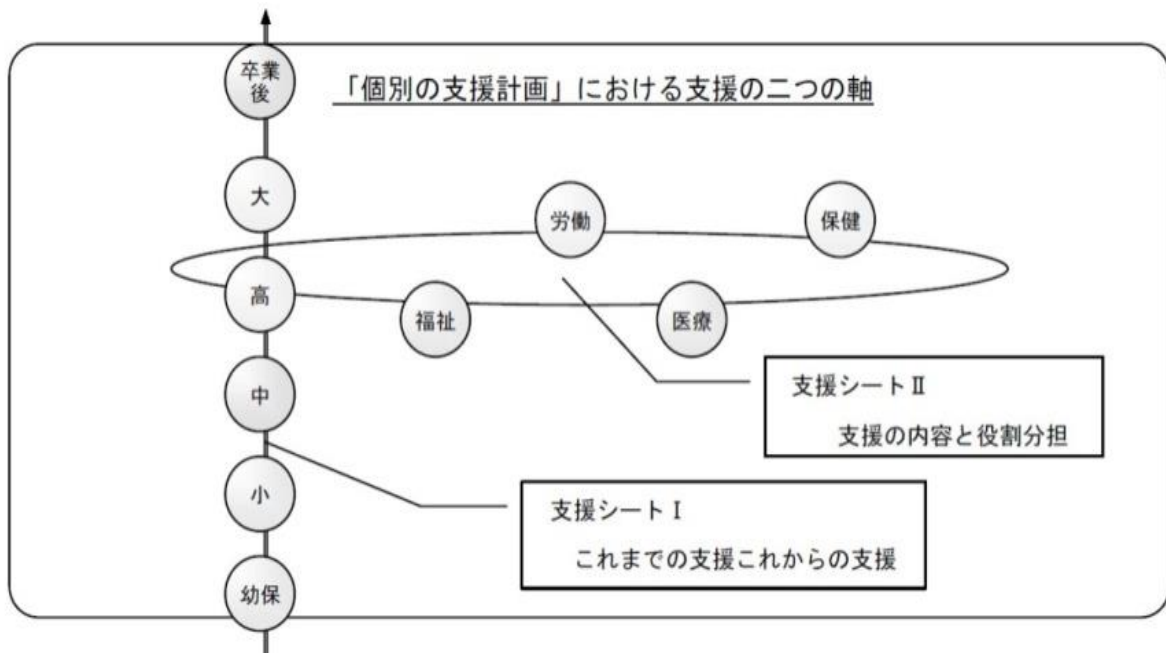 卒業
後
「個別の支援計画」における支援の二つの軸
大
労働
保健
高
福祉
医療
中
支援シートⅡ
支援の内容と役割分担
小
支援シートⅠ
これまでの支援これからの支援
幼保